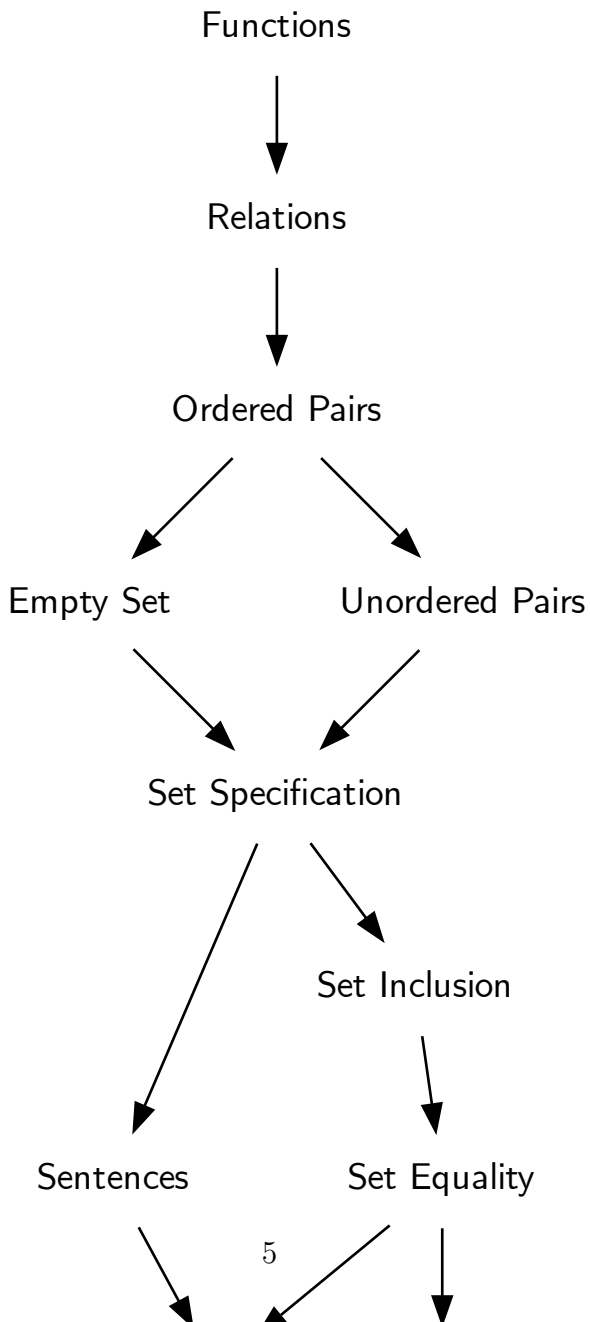 Functions
Relations
Ordered Pairs
Empty Set
Unordered Pairs
Set Specification
Set Inclusion
Sentences
Set Equality
5